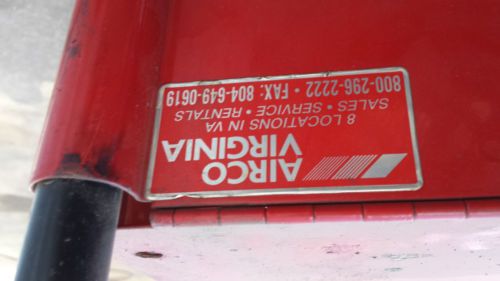 AIRCO
VIRGINIA
8 LOCATIONS IN VA
SALES • SERVICE • RENTALS
800-296-2222 • FAX: 804-649-0619